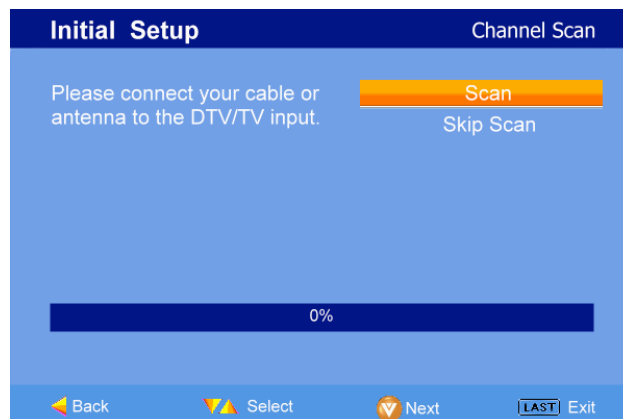 Initial Setup
Channel Scan
Please connect your cable or
antenna to the DTV/TV input.
Scan
Skip Scan
0%
Back
Select
V Next
LAST Exit